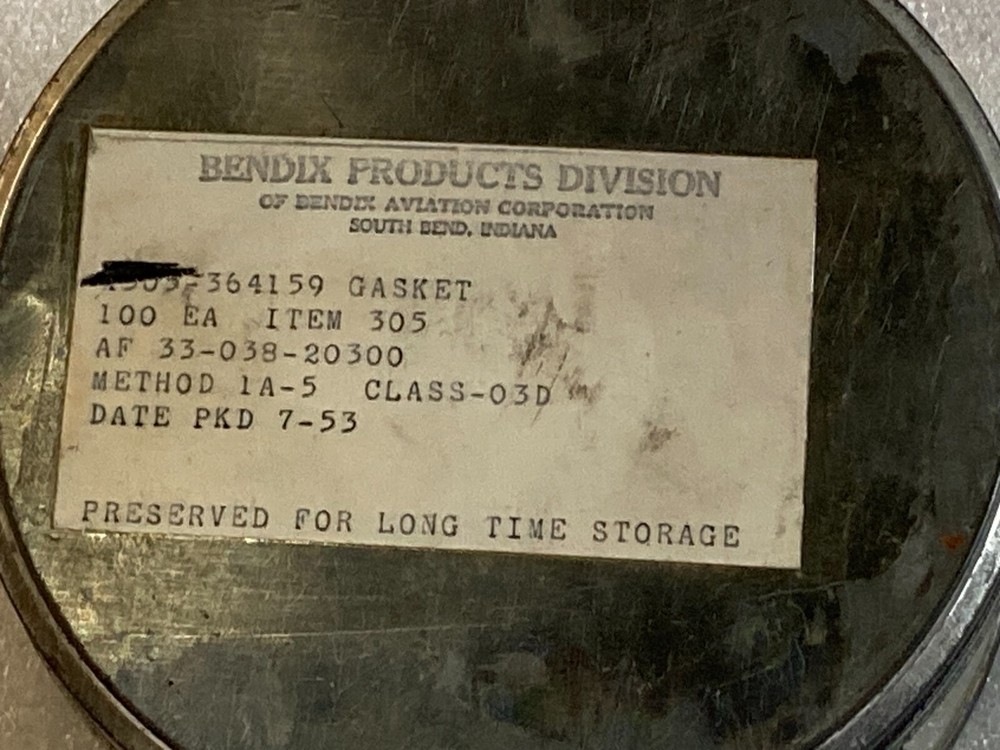 BENDIX PRODUCTS DIVISION
OF BENDIX AVIATION CORPORATION
SOUTH BEND, INDIANA
-364159 GASKET
100 EA ITEM 305
AF 33-038-20300
METHOD 1A-5 CLASS-03D
DATE PKD 7-53
PRESERVED FOR LONG TIME STORAGE